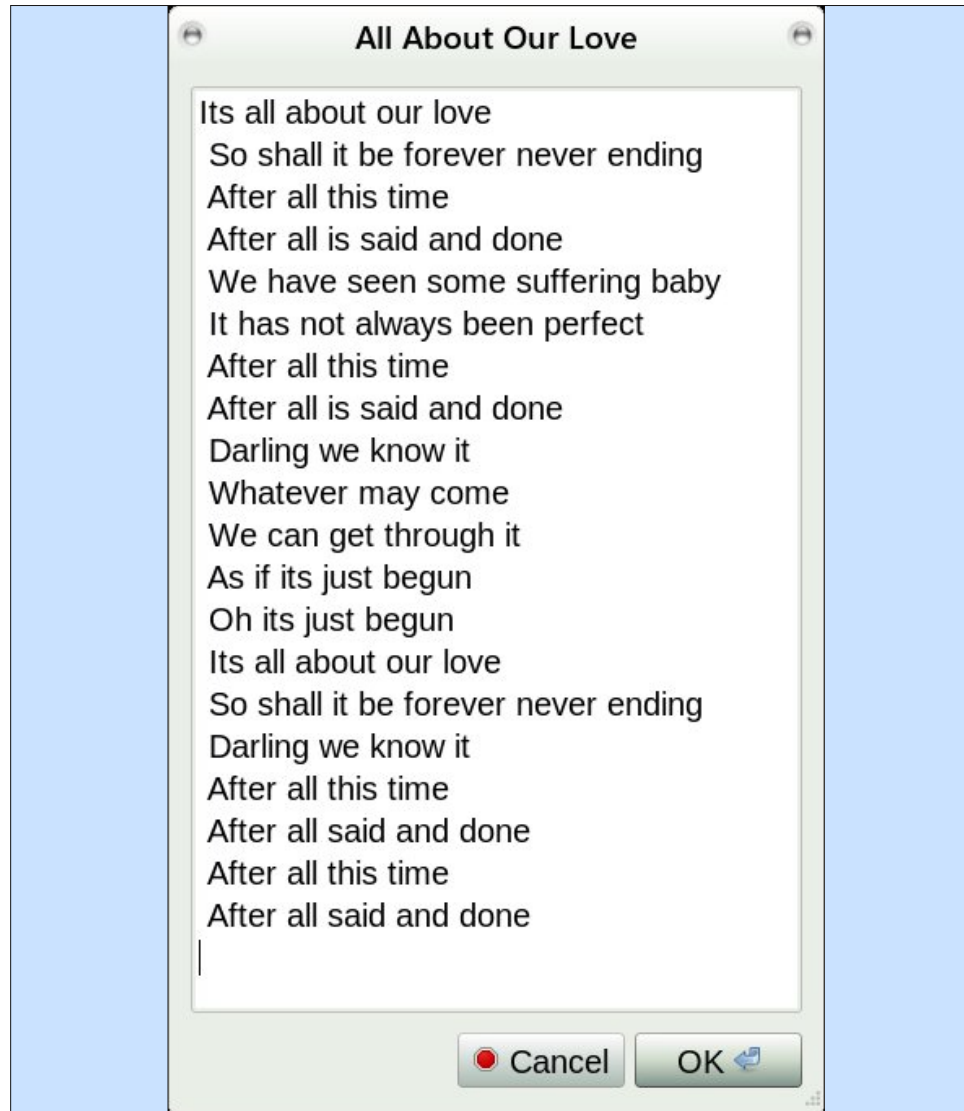 All About Our Love
Its all about our love
So shall it be forever never ending
After all this time
After all is said and done
We have seen some suffering baby
It has not always been perfect
After all this time
After all is said and done
Darling we know it
Whatever may come
We can get through it
As if its just begun
Oh its just begun
Its all about our love
So shall it be forever never ending
Darling we know it
After all this time
After all said and done
After all this time
After all said and done
Cancel OK